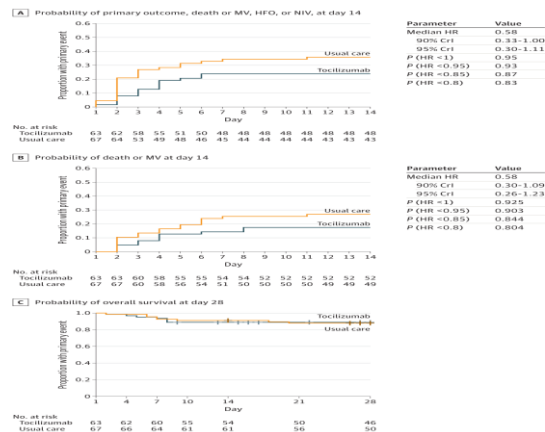 A Probability of primary outcome, death or MV, HFO, or NIV, at day 14
Proportion with primary event
0.6
0.5
0.4
0.3
0.2
0.1
0
Usual care
Tocilizumab
1 2 3 4 5 6 7 8 9 10 11 12 13 14
Day
No. at risk
Tocilizumab 63 62 58 55 51 50 48 48 48 48 48 48 48 48
Usual care 67 64 53 49 48 46 45 44 44 44 44 43 43 43
Parameter Value
Median HR 0.58
90% CrI 0.33-1.00
95% CrI 0.30-1.11
P (HR <1) 0.95
P (HR <0.95) 0.93
P (HR <0.85) 0.87
P (HR <0.8) 0.83
B Probability of death or MV at day 14
Proportion with primary event
0.6
0.5
0.4
0.3
0.2
0.1
0
Usual care
Tocilizumab
1 2 3 4 5 6 7 8 9 10 11 12 13 14
Day
No. at risk
Tocilizumab 63 63 60 58 55 55 54 54 52 52 52 52 52 52
Usual care 67 67 60 58 56 54 51 50 50 50 50 49 49 49
Parameter Value
Median HR 0.58
90% CrI 0.30-1.09
95% CrI 0.26-1.23
P (HR <1) 0.925
P (HR <0.95) 0.903
P (HR <0.85) 0.844
P (HR <0.8) 0.804
C Probability of overall survival at day 28
Proportion with primary event
1.0
0.8
0.6
0.4
0.2
0
Tocilizumab
Usual care
1 4 7 10 14 21 28
Day
No. at risk
Tocilizumab 63 62 60 55 54 50 46
Usual care 67 66 64 61 61 56 50